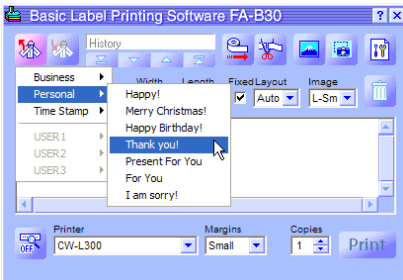 Basic Label Printing Software FA-B30
History
Business
Personal
Time Stamp
USER1
USER2
USER3
Width Length Fixed Layout Image
Auto L-Sm
Happy!
Merry Christmas!
Happy Birthday!
Thank you!
Present For You
For You
I am sorry!
Printer Margins Copies
OFF CW-L300 Small 1 Print